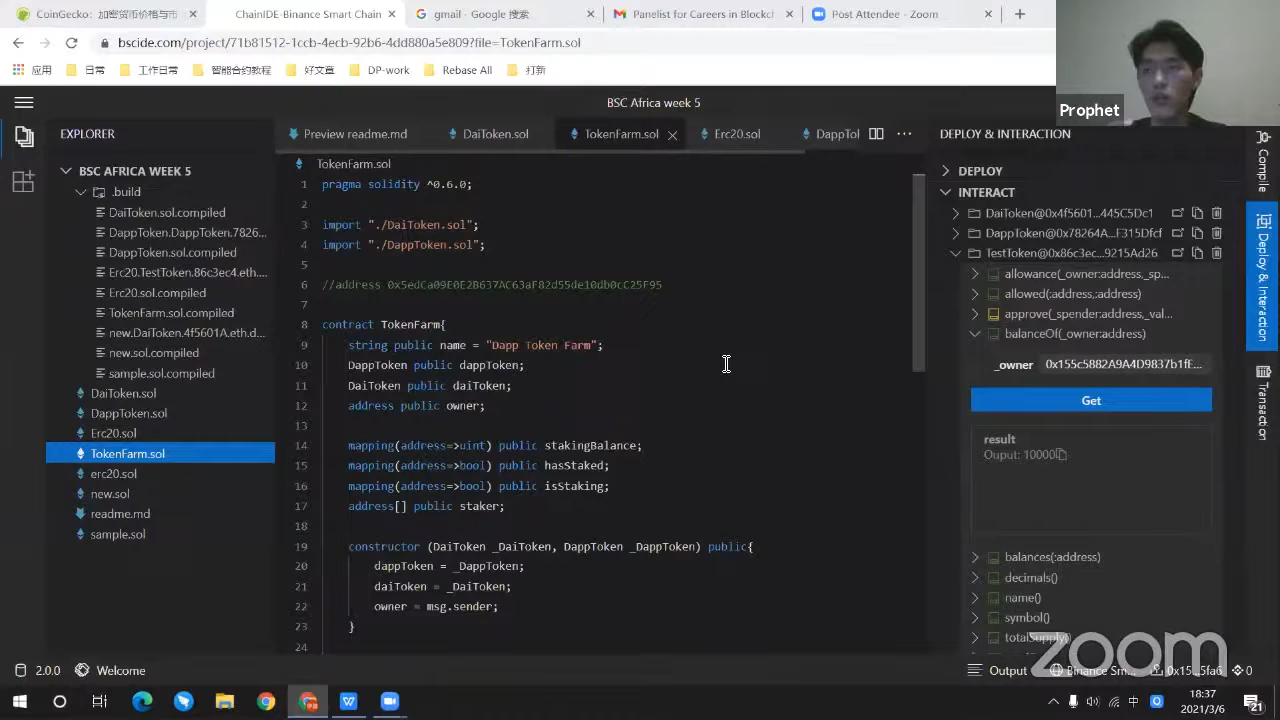 CoinGecko: 加密货币价格与市
ChainIDE-Binance Smart Chain
gmail - Google 搜索
Panelist for Careers in Blockch
Post Attendee - Zoom
bscide.com/project/71b81512-1ccb-4ecb-92b6-4dd880a5e809?file=TokenFarm.sol
应用
日常
工作日常
智能合约教程
好文章
DP-work
Rebase All
打新
Prophet
BSC Africa week 5
EXPLORER
Preview readme.md
DaiToken.sol
TokenFarm.sol
Erc20.sol
DappTol
DEPLOY & INTERACTION
BSC AFRICA WEEK 5
.build
DaiToken.sol.compiled
DappToken.DappToken.7826...
DappToken.sol.compiled
Erc20.TestToken.86c3ec4.eth....
Erc20.sol.compiled
TokenFarm.sol.compiled
new.DaiToken.4f5601A.eth.d...
new.sol.compiled
sample.sol.compiled
DaiToken.sol
DappToken.sol
Erc20.sol
TokenFarm.sol
erc20.sol
new.sol
readme.md
sample.sol
TokenFarm.sol
1 pragma solidity ^0.6.0;
2
3 import "./DaiToken.sol";
4 import "./DappToken.sol";
5
6 //address 0x5edCa09E0E2B637AC63aF82d55de10db0cC25F95
7
8 contract TokenFarm{
9 string public name = "Dapp Token Farm";
10 DappToken public dappToken;
11 DaiToken public daiToken;
12 address public owner;
13
14 mapping(address=>uint) public stakingBalance;
15 mapping(address=>bool) public hasStaked;
16 mapping(address=>bool) public isStaking;
17 address[] public staker;
18
19 constructor (DaiToken _DaiToken, DappToken _DappToken) public{
20 dappToken = _DappToken;
21 daiToken = _DaiToken;
22 owner = msg.sender;
23 }
24
DEPLOY
INTERACT
DaiToken@0x4f5601...445C5Dc1
DappToken@0x78264A...F315Dfcf
TestToken@0x86c3ec...9215Ad26
allowance(_owner:address,_sp...
allowed(:address,:address)
approve(_spender:address,_val...
balanceOf(_owner:address)
_owner 0x155c5882A9A4D9837b1fE...
Get
result
Ouput: 10000
balances(:address)
decimals()
name()
symbol()
totalSupply()
Compile
Deploy & Interaction
Transaction
zoom
2.0.0
Welcome
Output
Binance Sm...
0
中
18:37
2021/3/6
21